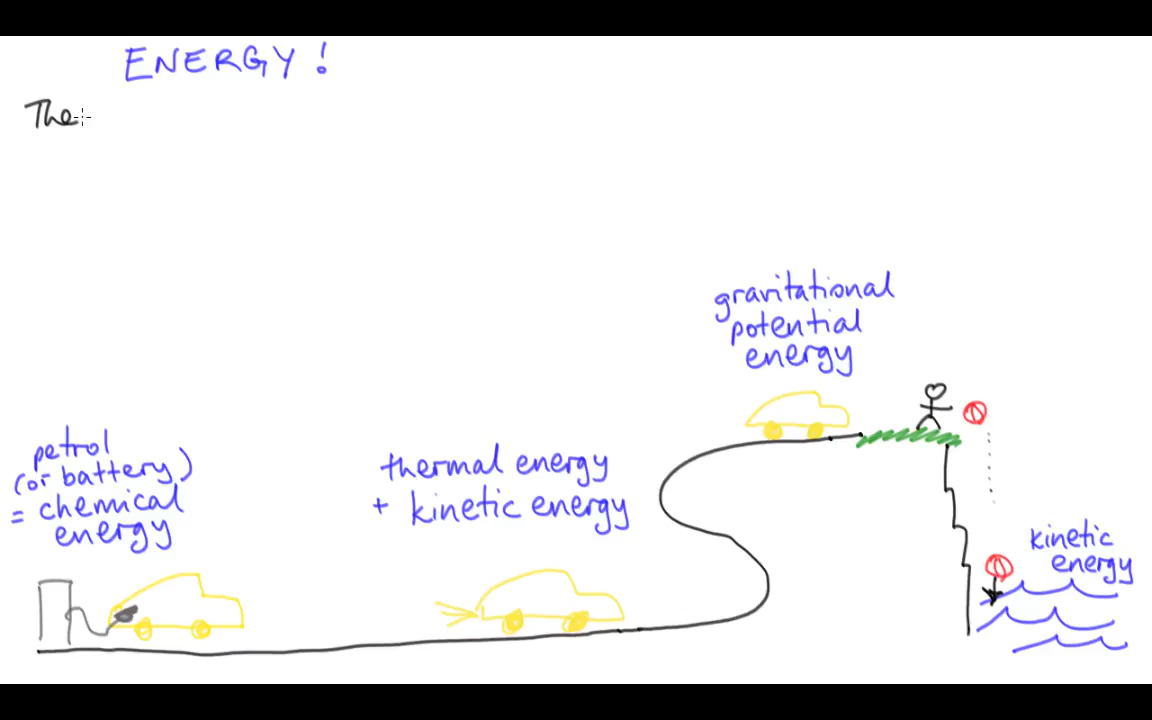 ENERGY!
The
gravitational
potential
energy
petrol
(or battery)
= chemical
energy
thermal energy
+ kinetic energy
kinetic
energy